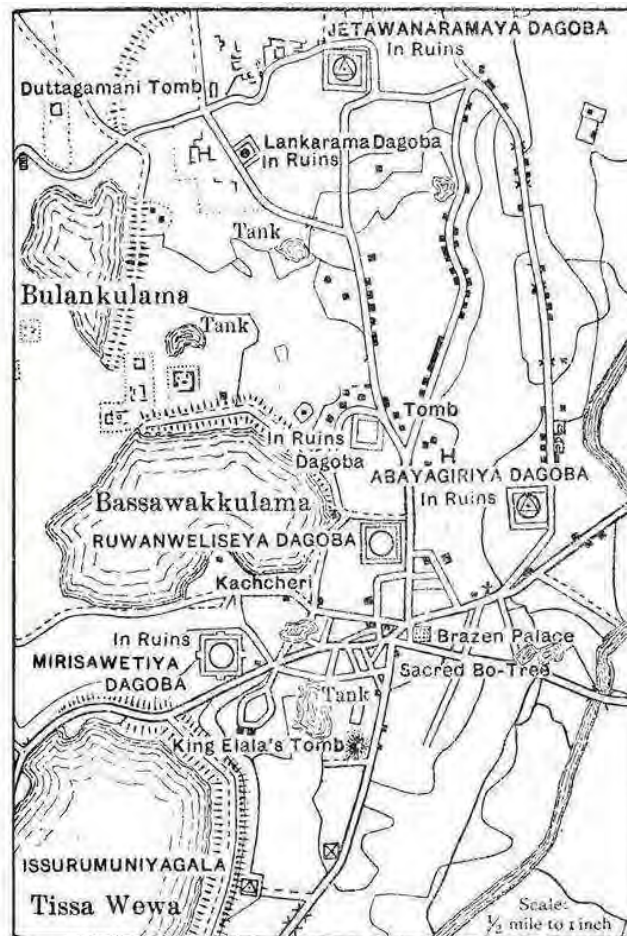 JETAWANARAMAYA DAGOBA
In Ruins
Duttagamani Tomb
Lankarama Dagoba
In Ruins
Tank
Bulankulama
Tank
Tomb
In Ruins
Dagoba
H
ABAYAGIRIYA DAGOBA
In Ruins
Bassawakkulama
RUWANWELISEYA DAGOBA
Kachcheri
In Ruins
Brazen Palace
MIRISAWETIYA
DAGOBA
Sacred Bo-Tree
Tank
King Elala's Tomb
ISSURUMUNIYAGALA
Tissa Wewa
Scale:
½ mile to 1 inch